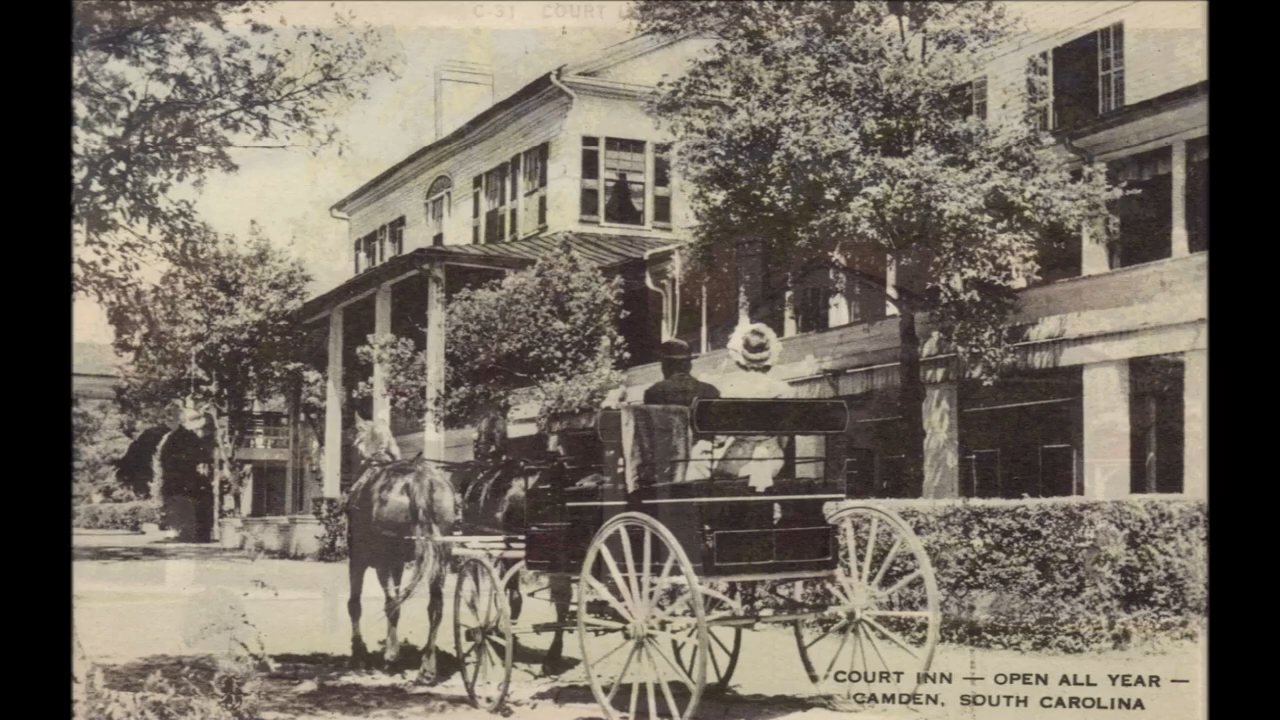 C-31 COURT
COURT INN — OPEN ALL YEAR —
CAMDEN, SOUTH CAROLINA